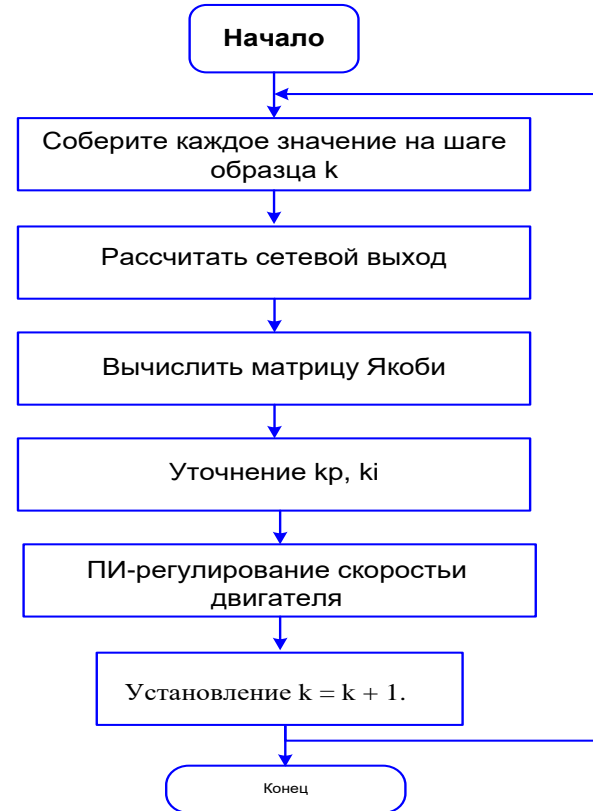 Начало
Соберите каждое значение на шаге
образца k
Рассчитать сетевой выход
Вычислить матрицу Якоби
Уточнение kp, ki
ПИ-регулирование скоростьи
двигателя
Установление k = k + 1.
Конец